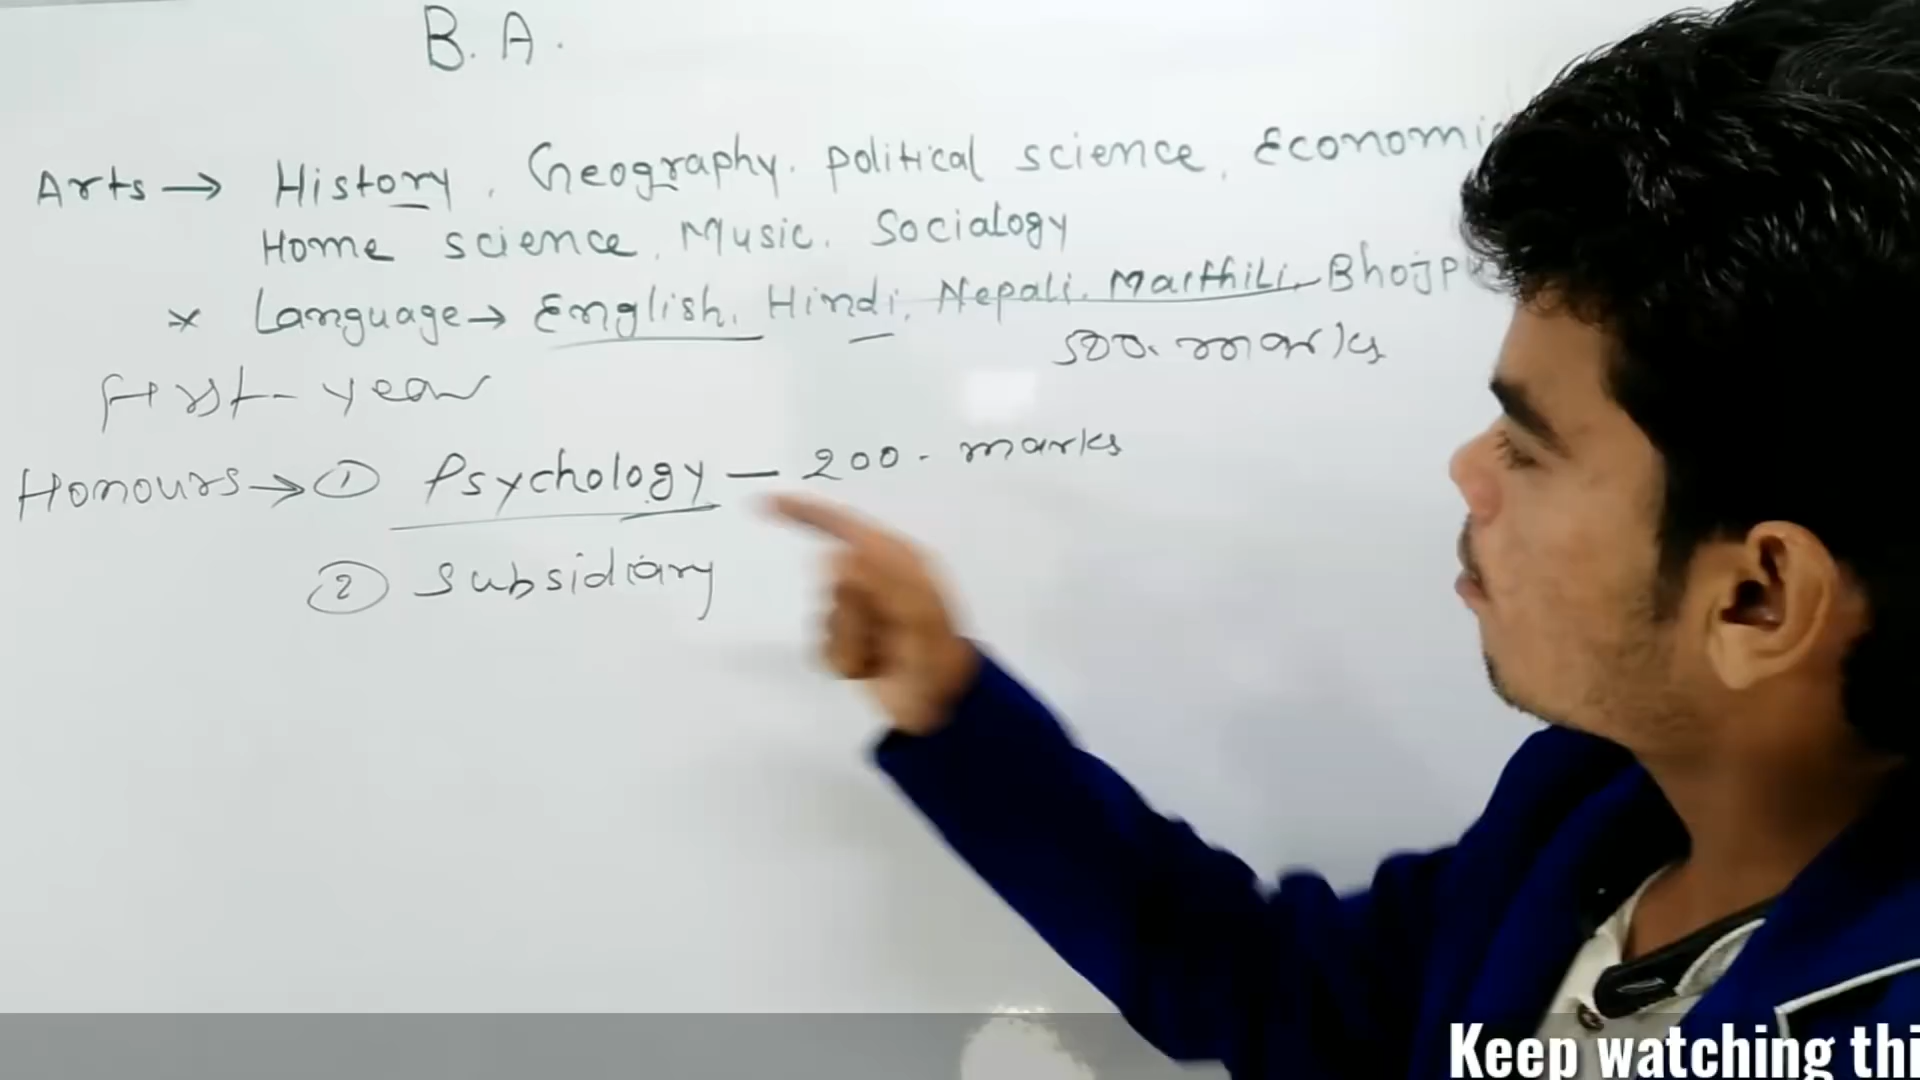 B. A.
Arts → History, Geography, political science, Economi
Home science, Music, Socialogy
* Language → English, Hindi, Nepali, Maithili, Bhojp
500. marks
First-year
Honours → ① Psychology - 200. marks
② Subsidiary
Keep watching thi